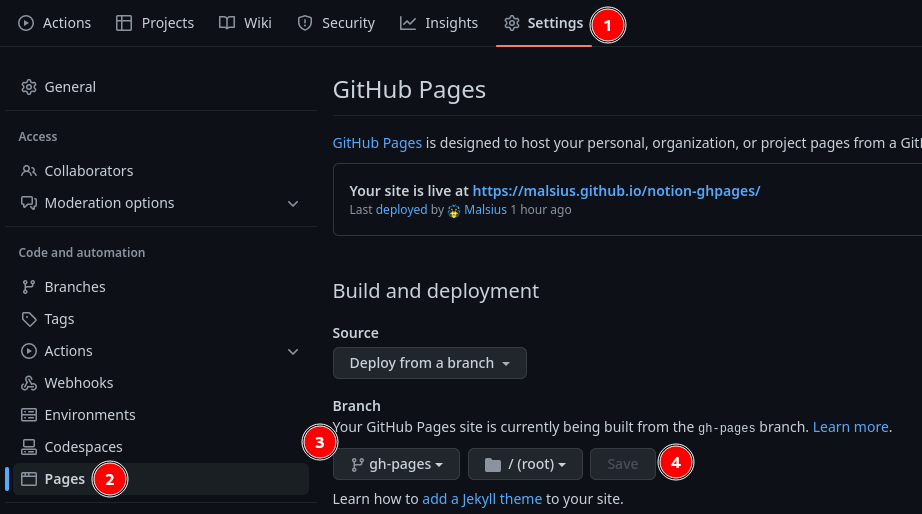 Actions Projects Wiki Security Insights Settings 1
General
Access
Collaborators
Moderation options
Code and automation
Branches
Tags
Actions
Webhooks
Environments
Codespaces
Pages 2
GitHub Pages
GitHub Pages is designed to host your personal, organization, or project pages from a
Your site is live at https://malsius.github.io/notion-ghpages/
Last deployed by Malsius 1 hour ago
Build and deployment
Source
Deploy from a branch
Branch
Your GitHub Pages site is currently being built from the gh-pages branch. Learn more.
3 gh-pages / (root) Save 4
Learn how to add a Jekyll theme to your site.